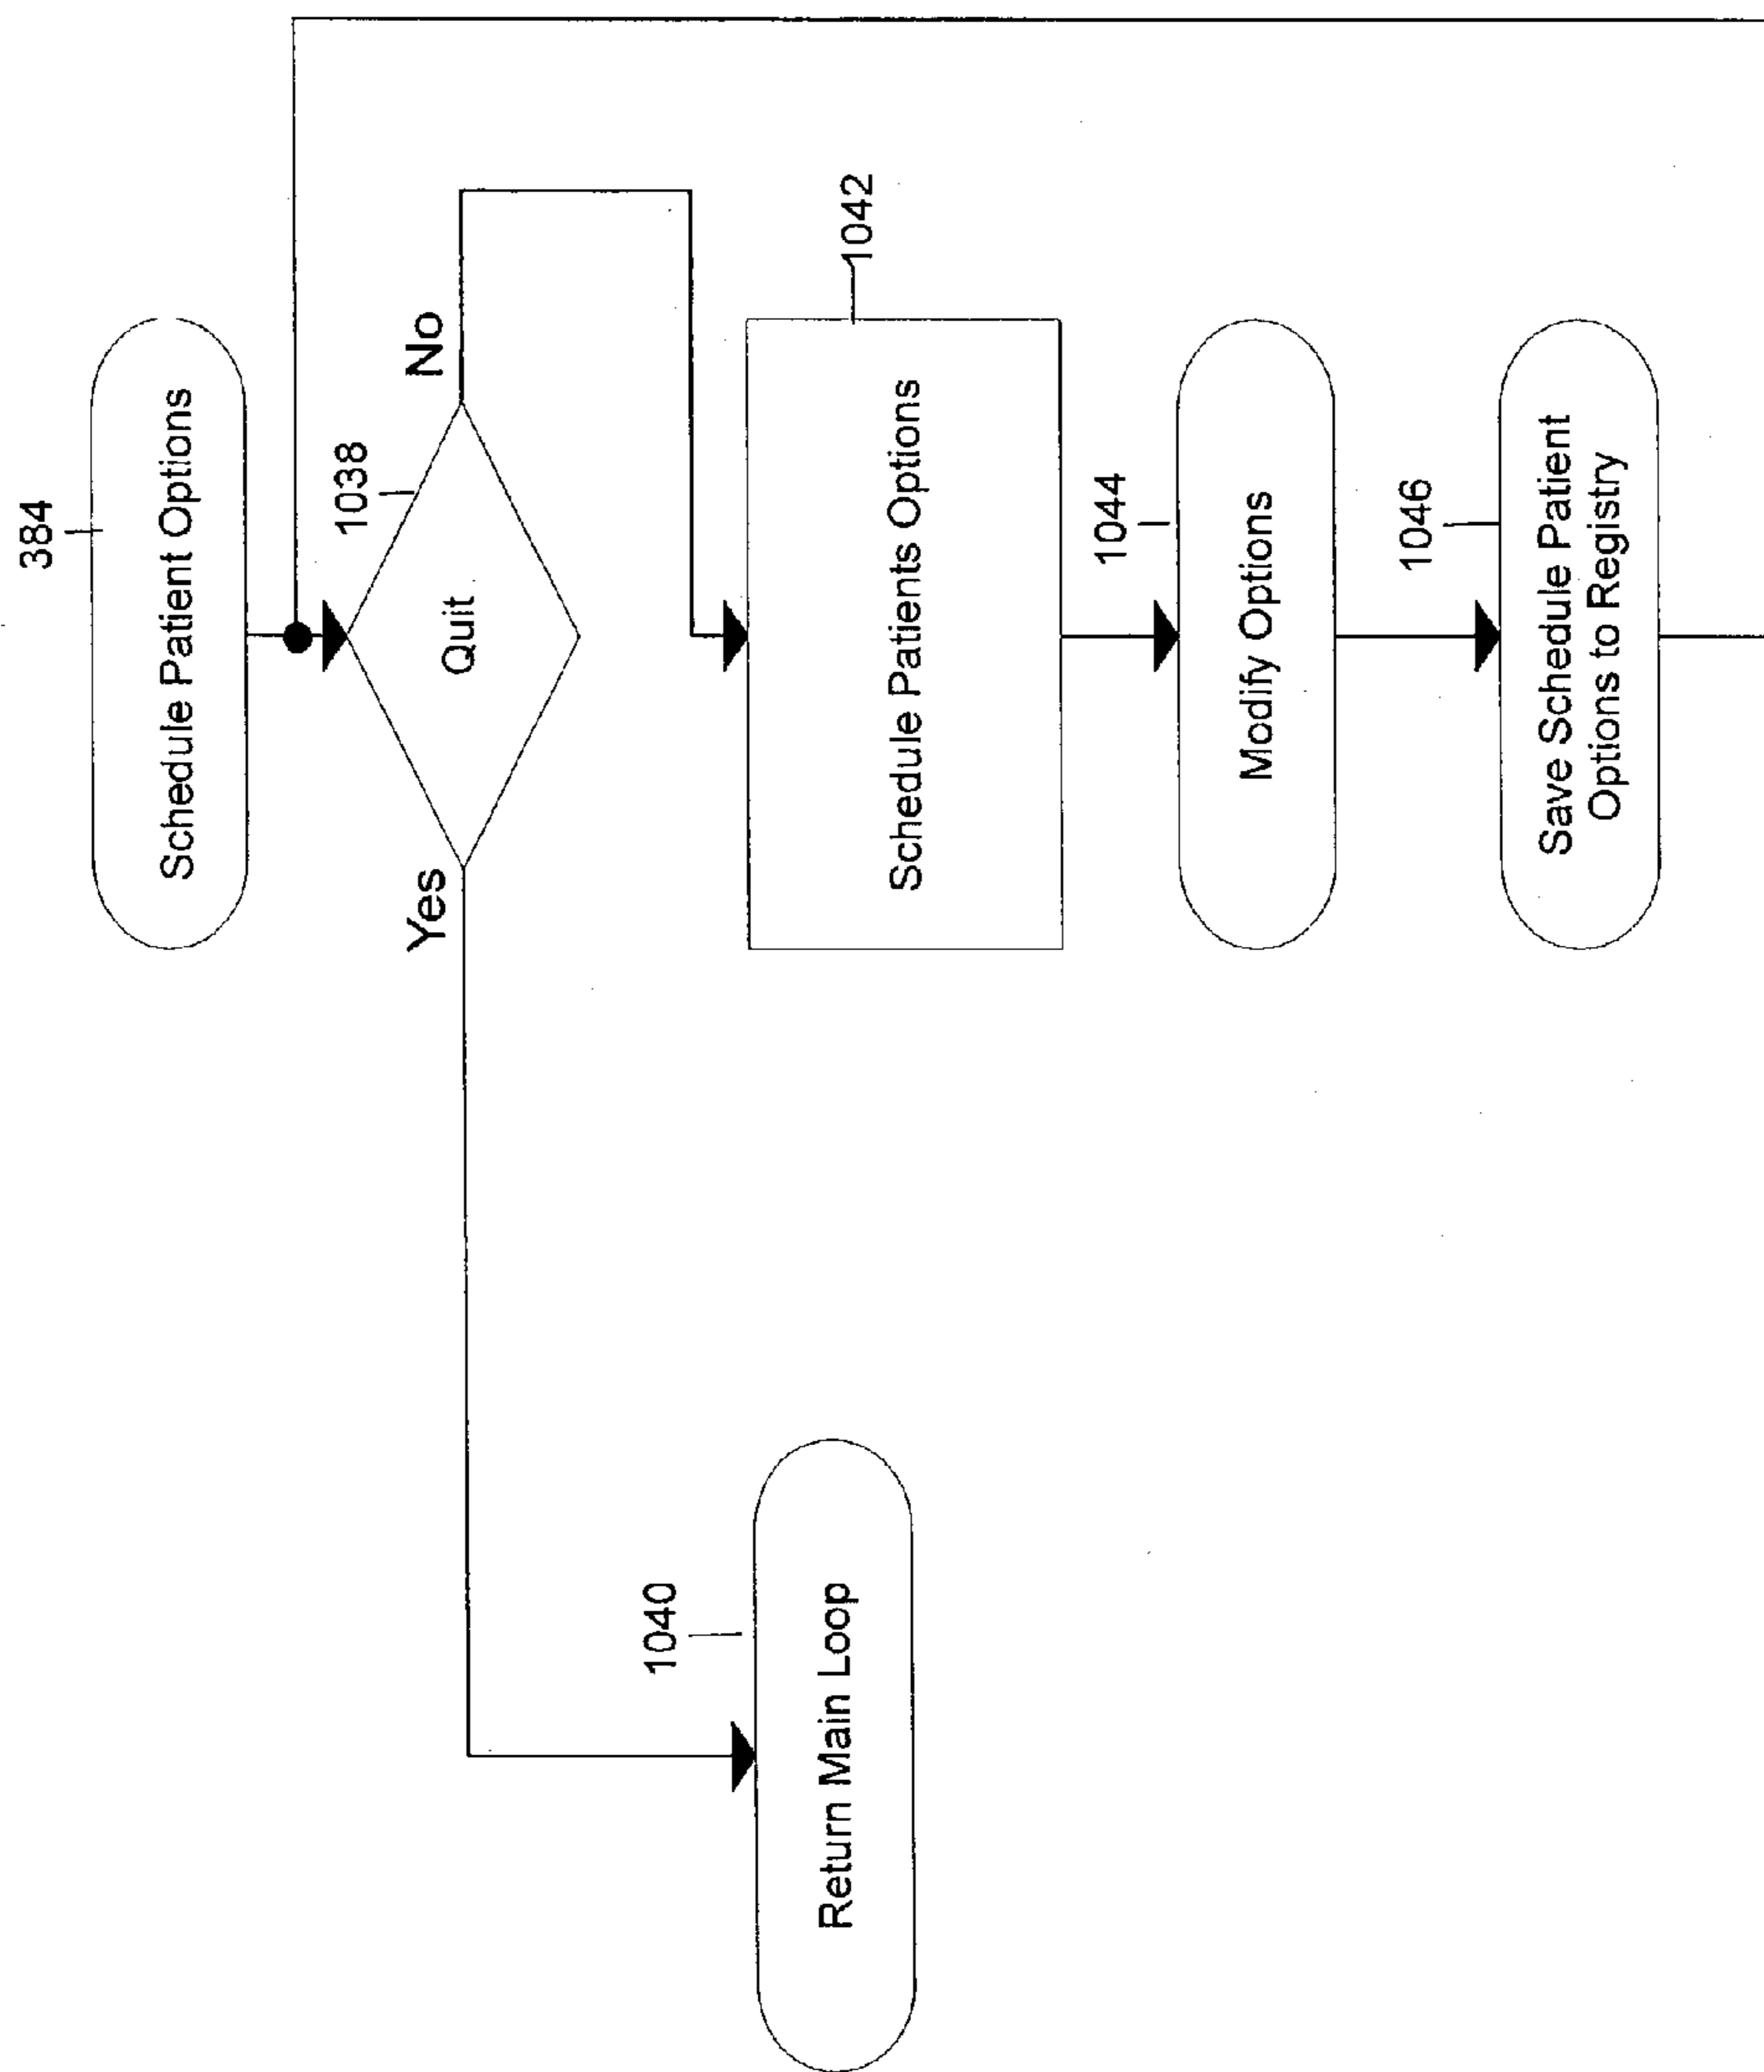 384
Schedule Patient Options
1038
Quit
Yes
No
1042
Schedule Patients Options
1040
Return Main Loop
1044
Modify Options
1046
Save Schedule Patient
Options to Registry